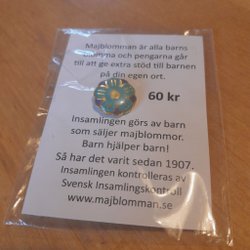 Majblomman är alla barns
blomma och pengarna går
till att ge extra stöd till barnen
på din egen ort.
60 kr
Insamlingen görs av barn
som säljer majblommor.
Barn hjälper barn!
Så har det varit sedan 1907.
Insamlingen kontrolleras av
Svensk Insamlingskontroll
www.majblomman.se